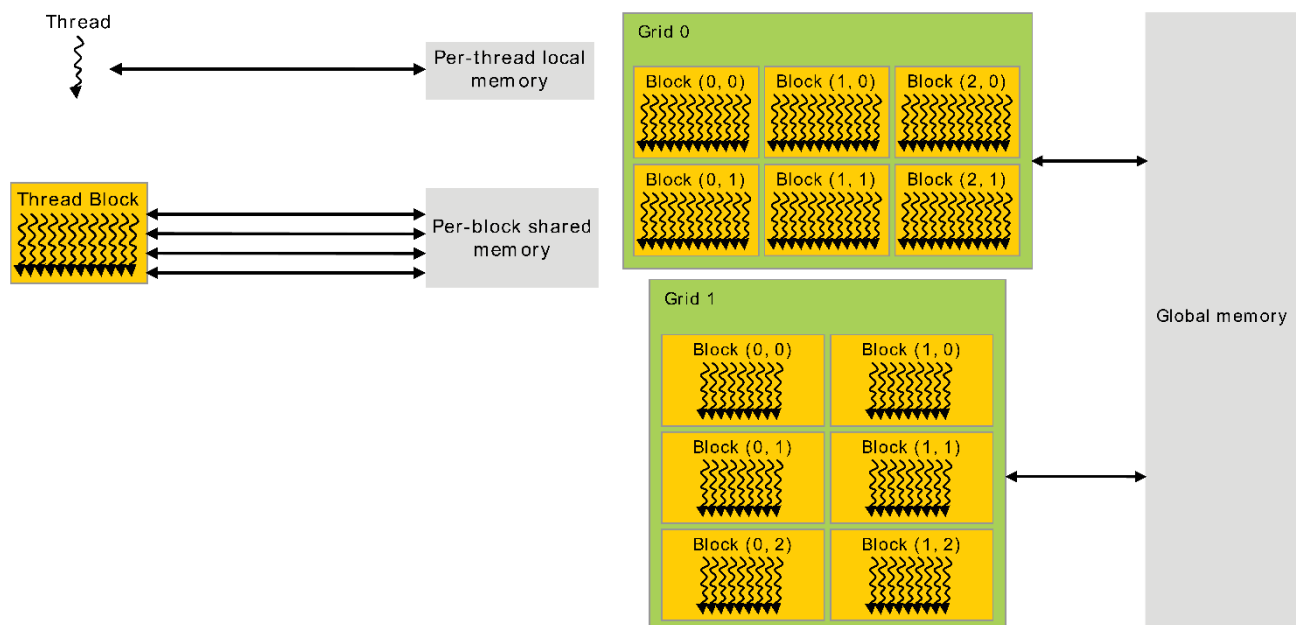 Thread
Per-thread local
memory
Thread Block
Per-block shared
memory
Grid 0
Block (0, 0)
Block (1, 0)
Block (2, 0)
Block (0, 1)
Block (1, 1)
Block (2, 1)
Grid 1
Block (0, 0)
Block (1, 0)
Block (0, 1)
Block (1, 1)
Block (0, 2)
Block (1, 2)
Global memory